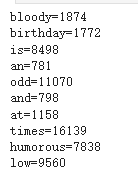 bloody=1874
birthday=1772
is=8498
an=781
odd=11070
and=798
at=1158
times=16139
humorous=7838
low=9560